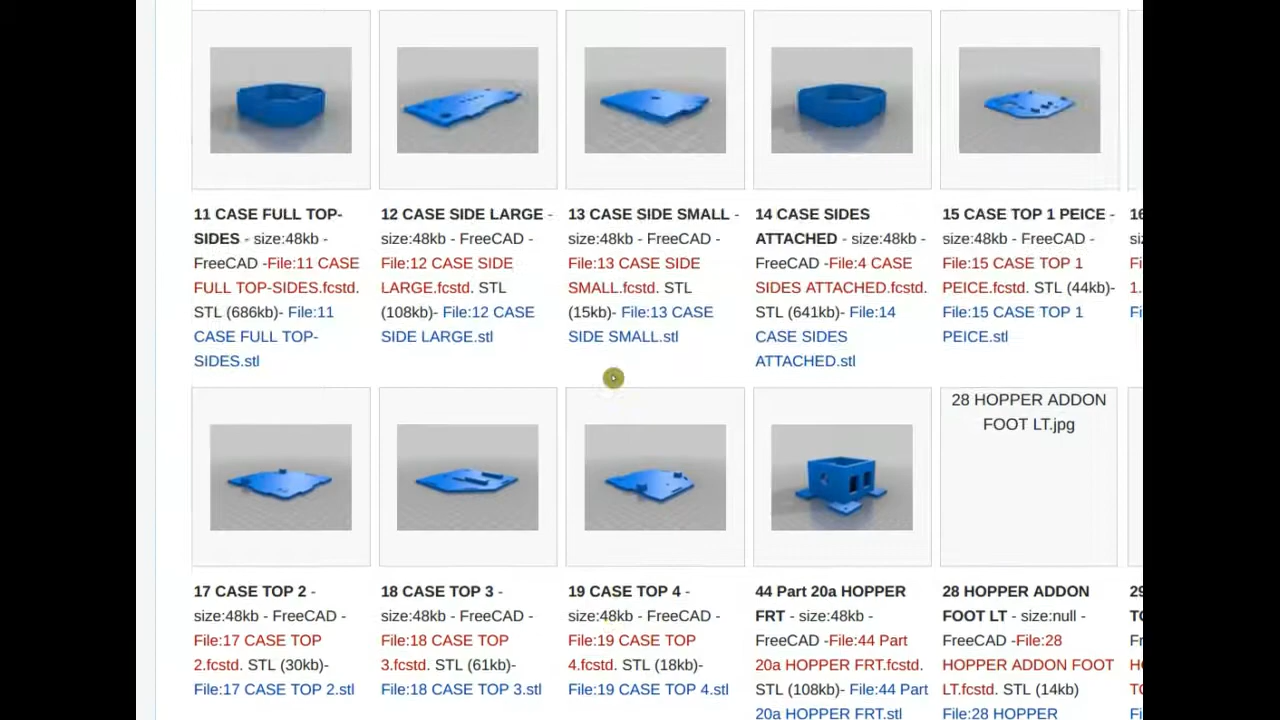 11 CASE FULL TOP-
SIDES - size:48kb -
FreeCAD -File:11 CASE
FULL TOP-SIDES.fcstd.
STL (686kb)- File:11
CASE FULL TOP-
SIDES.stl
12 CASE SIDE LARGE -
size:48kb - FreeCAD -
File:12 CASE SIDE
LARGE.fcstd. STL
(108kb)- File:12 CASE
SIDE LARGE.stl
13 CASE SIDE SMALL -
size:48kb - FreeCAD -
File:13 CASE SIDE
SMALL.fcstd. STL
(15kb)- File:13 CASE
SIDE SMALL.stl
14 CASE SIDES
ATTACHED - size:48kb -
FreeCAD -File:4 CASE
SIDES ATTACHED.fcstd.
STL (641kb)- File:14
CASE SIDES
ATTACHED.stl
15 CASE TOP 1 PEICE -
size:48kb - FreeCAD -
File:15 CASE TOP 1
PEICE.fcstd. STL (44kb)-
File:15 CASE TOP 1
PEICE.stl
16
siz
Fi
1.
Fi
17 CASE TOP 2 -
size:48kb - FreeCAD -
File:17 CASE TOP
2.fcstd. STL (30kb)-
File:17 CASE TOP 2.stl
18 CASE TOP 3 -
size:48kb - FreeCAD -
File:18 CASE TOP
3.fcstd. STL (61kb)-
File:18 CASE TOP 3.stl
19 CASE TOP 4 -
size:48kb - FreeCAD -
File:19 CASE TOP
4.fcstd. STL (18kb)-
File:19 CASE TOP 4.stl
44 Part 20a HOPPER
FRT - size:48kb -
FreeCAD -File:44 Part
20a HOPPER FRT.fcstd.
STL (108kb)- File:44 Part
20a HOPPER FRT.stl
28 HOPPER ADDON
FOOT LT.jpg
28 HOPPER ADDON
FOOT LT - size:null -
FreeCAD -File:28
HOPPER ADDON FOOT
LT.fcstd. STL (14kb)
File:28 HOPPER
29
TO
Fr
HO
TO